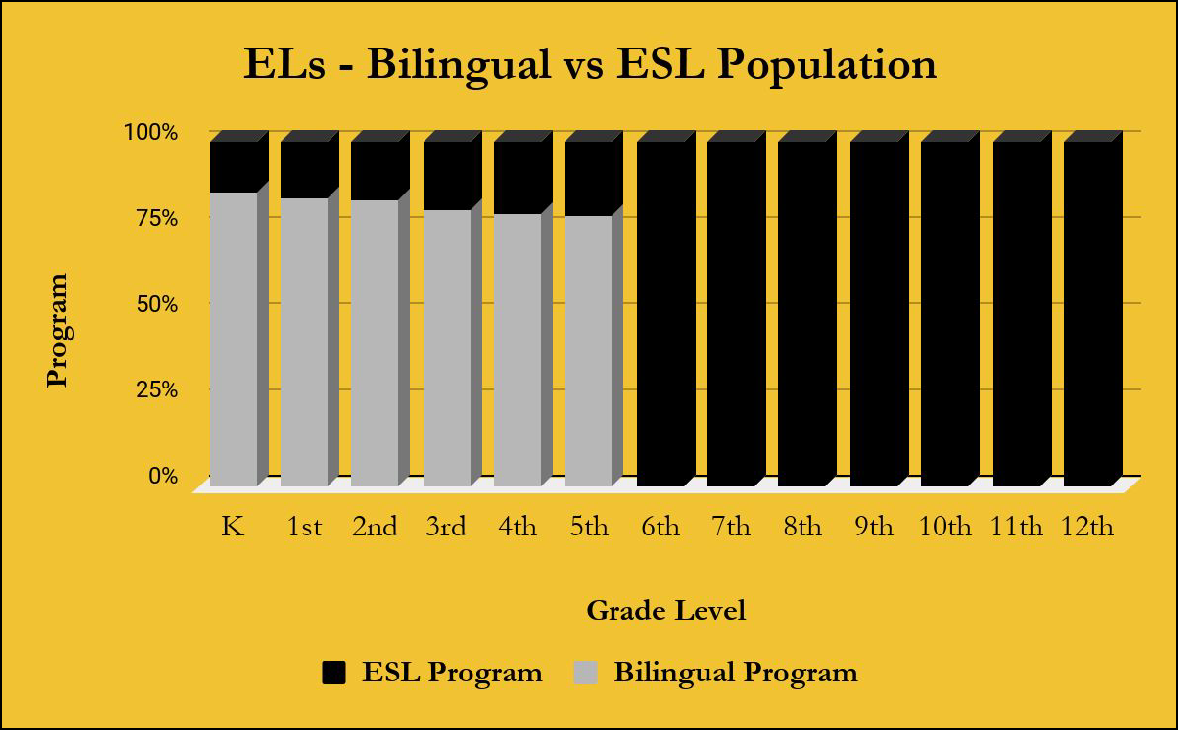 ELs - Bilingual vs ESL Population
100%
75%
50%
25%
0%
Program
K 1st 2nd 3rd 4th 5th 6th 7th 8th 9th 10th 11th 12th
Grade Level
ESL Program Bilingual Program